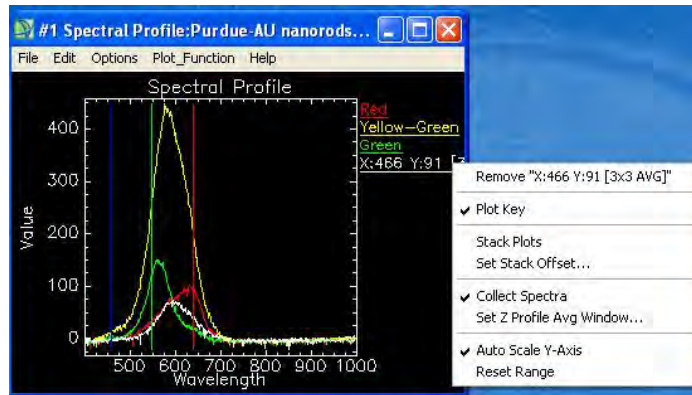 #1 Spectral Profile:Purdue-AU nanorods...
File Edit Options Plot_Function Help
Spectral Profile
Red
Yellow-Green
Green
X:466 Y:91 [3
Value
400
300
200
100
0
500 600 700 800 900 1000
Wavelength
Remove "X:466 Y:91 [3x3 AVG]"
Plot Key
Stack Plots
Set Stack Offset...
Collect Spectra
Set Z Profile Avg Window...
Auto Scale Y-Axis
Reset Range